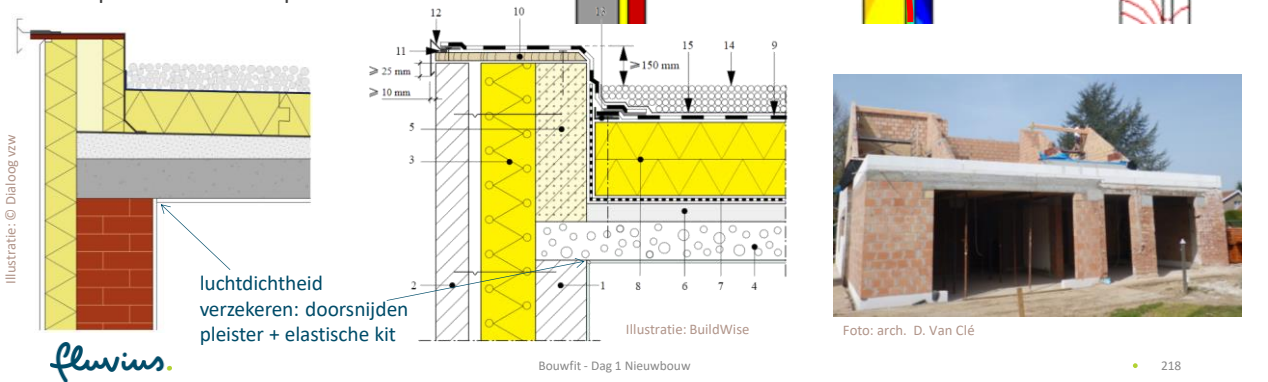 12
10
13
11
15
14
9
⩾ 25 mm
⩾ 10 mm
⩾ 150 mm
5
3
Illustratie: © Dialoog vzw
luchtdichtheid
verzekeren: doorsnijden
pleister + elastische kit
2
1
8
6
7
4
Illustratie: BuildWise
Foto: arch. D. Van Clé
fluvius.
Bouwfit - Dag 1 Nieuwbouw
218